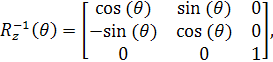 R_z^{-1}(θ) = [ cos (θ) sin (θ) 0
−sin (θ) cos (θ) 0
0 0 1 ],